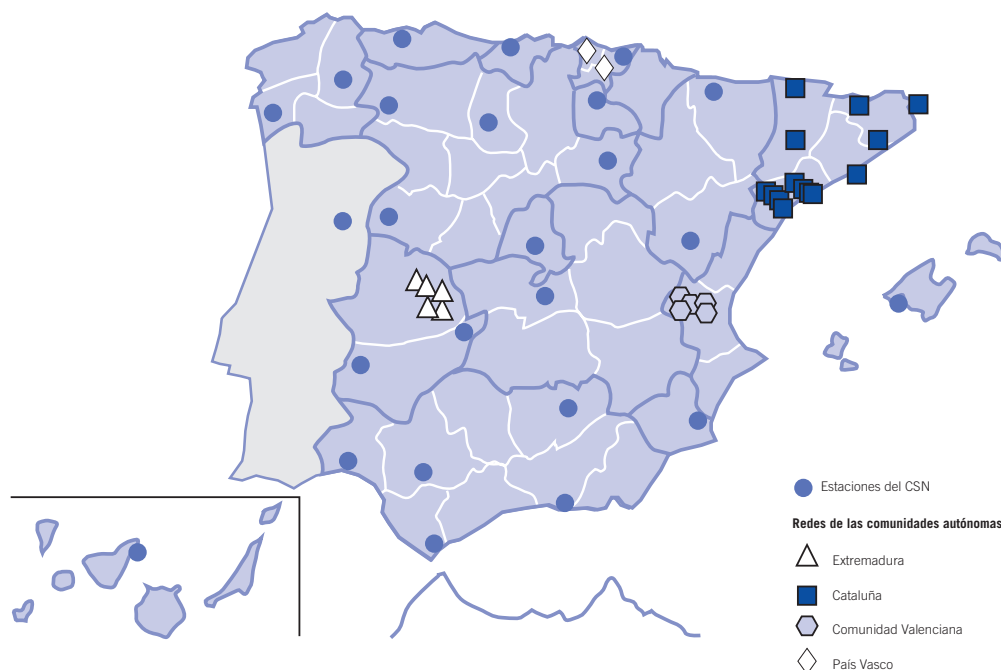 Estaciones del CSN
Redes de las comunidades autónomas
Extremadura
Cataluña
Comunidad Valenciana
País Vasco